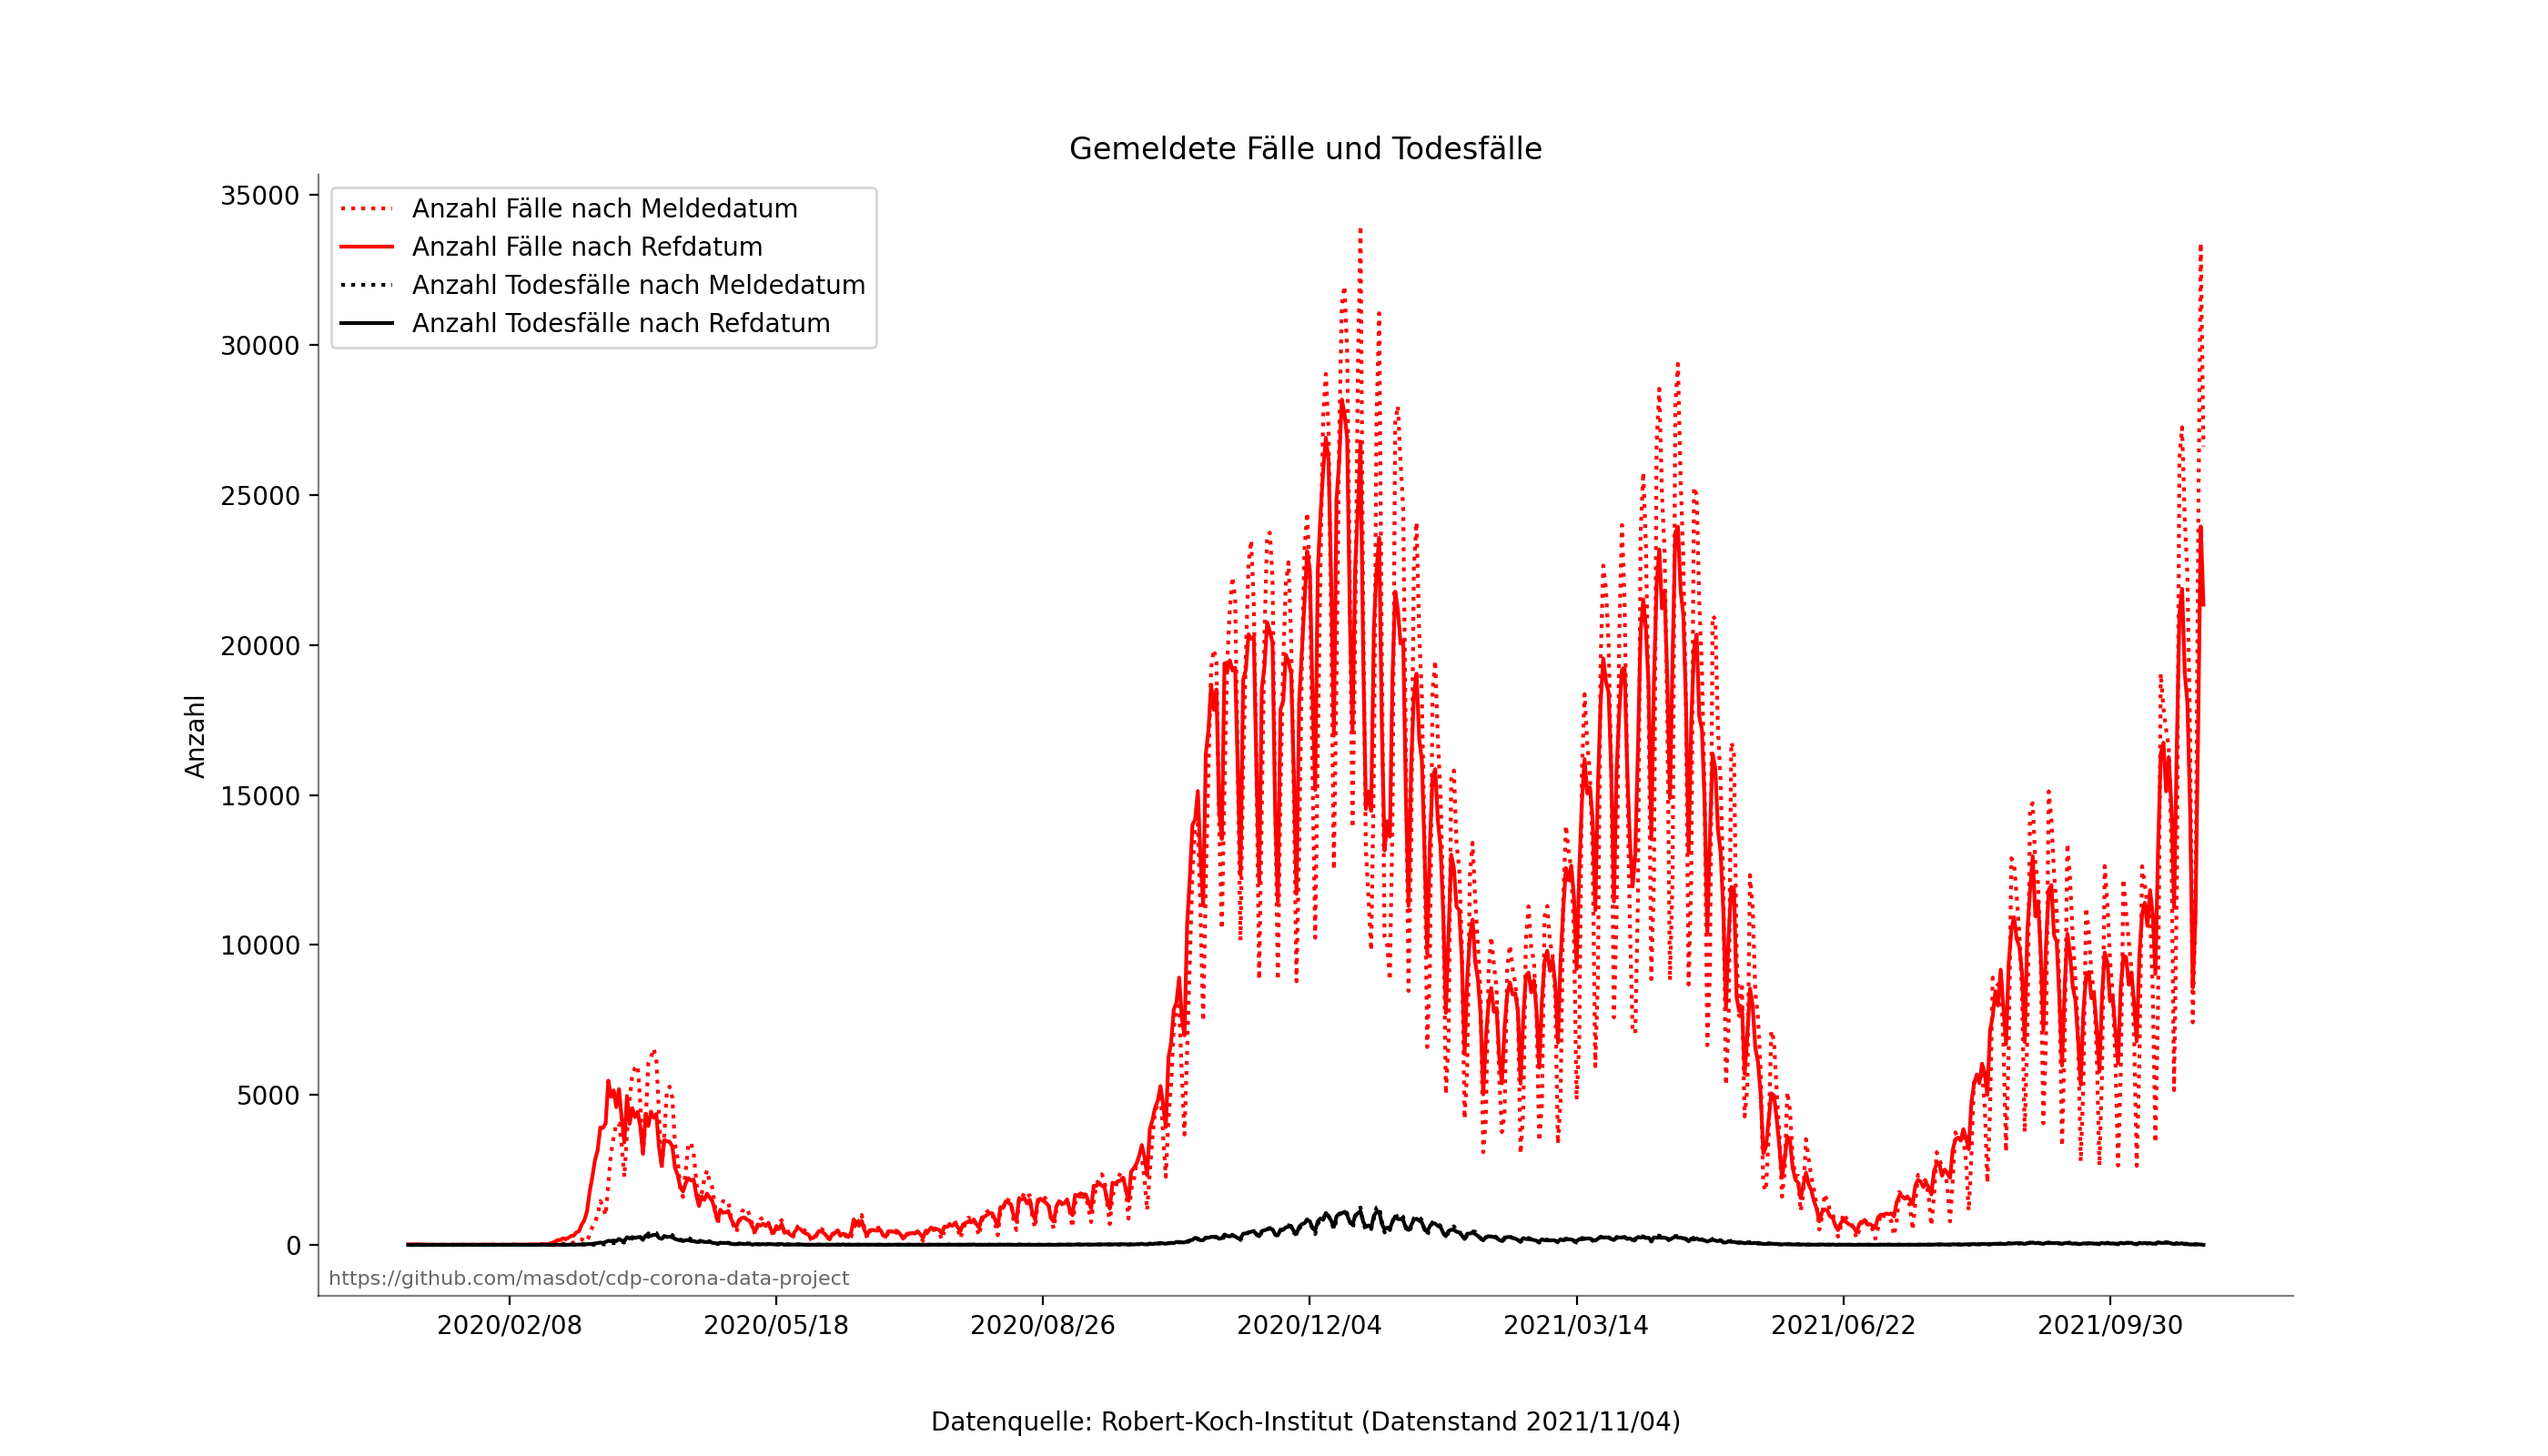 Gemeldete Fälle und Todesfälle
35000
30000
25000
20000
15000
10000
5000
0
Anzahl
Anzahl Fälle nach Meldedatum
Anzahl Fälle nach Refdatum
Anzahl Todesfälle nach Meldedatum
Anzahl Todesfälle nach Refdatum
https://github.com/masdot/cdp-corona-data-project
2020/02/08 2020/05/18 2020/08/26 2020/12/04 2021/03/14 2021/06/22 2021/09/30
Datenquelle: Robert-Koch-Institut (Datenstand 2021/11/04)